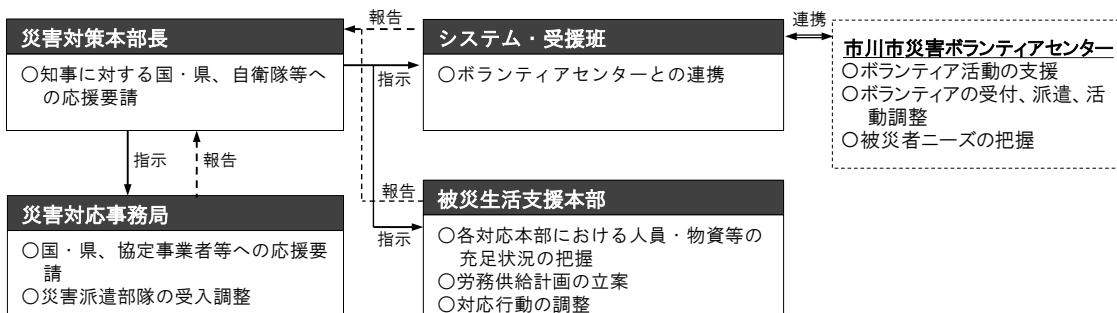 災害対策本部長
○知事に対する国・県、自衛隊等へ
の応援要請
報告
指示
システム・受援班
○ボランティアセンターとの連携
連携
市川市災害ボランティアセンター
○ボランティア活動の支援
○ボランティアの受付、派遣、活
動調整
○被災者ニーズの把握
指示
報告
災害対応事務局
○国・県、協定事業者等への応援要
請
○災害派遣部隊の受入調整
報告
指示
被災生活支援本部
○各対応本部における人員・物資等の
充足状況の把握
○労務供給計画の立案
○対応行動の調整